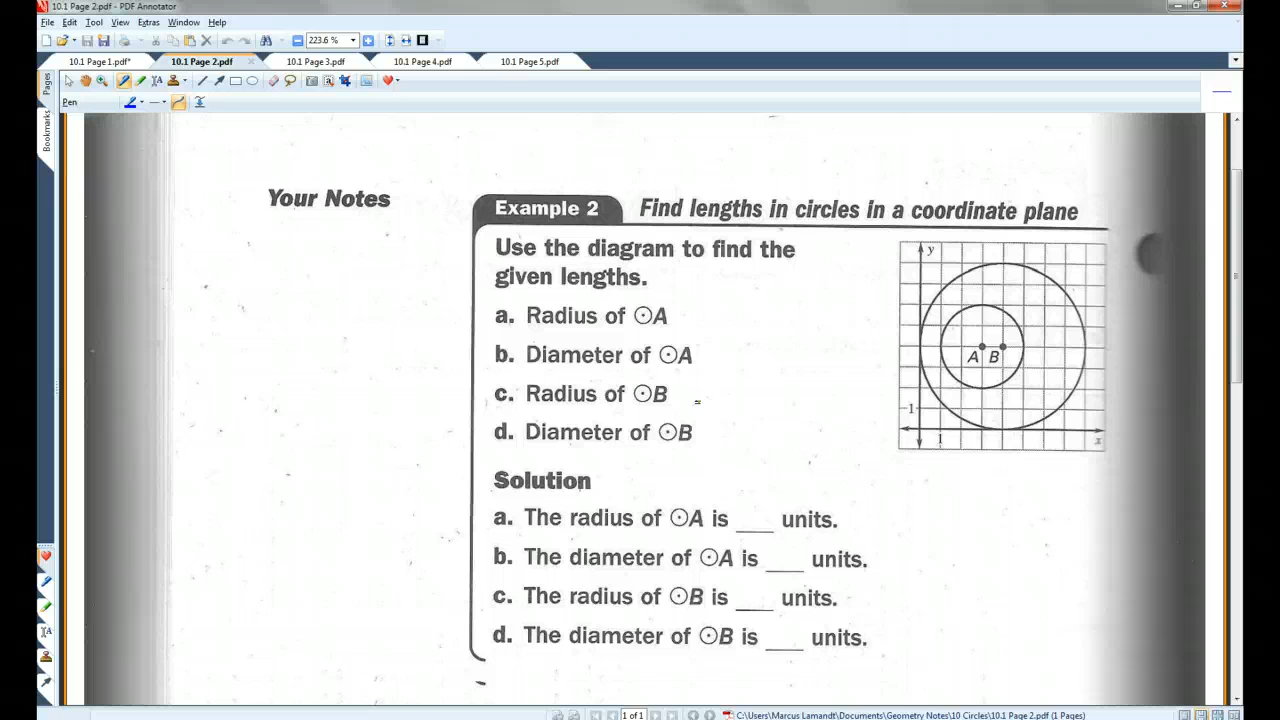 10.1 Page 2.pdf - PDF Annotator
File Edit Tool View Extras Window Help
223.6 %
10.1 Page 1.pdf* 10.1 Page 2.pdf 10.1 Page 3.pdf 10.1 Page 4.pdf 10.1 Page 5.pdf
Pages
Bookmarks
Pen
Your Notes
Example 2 Find lengths in circles in a coordinate plane
Use the diagram to find the
given lengths.
a. Radius of ⊙A
b. Diameter of ⊙A
c. Radius of ⊙B
d. Diameter of ⊙B
y
A B
1
1
x
Solution
a. The radius of ⊙A is ___ units.
b. The diameter of ⊙A is ___ units.
c. The radius of ⊙B is ___ units.
d. The diameter of ⊙B is ___ units.
1 of 1
C:\Users\Marcus Lamandt\Documents\Geometry Notes\10 Circles\10.1 Page 2.pdf (1 Pages)